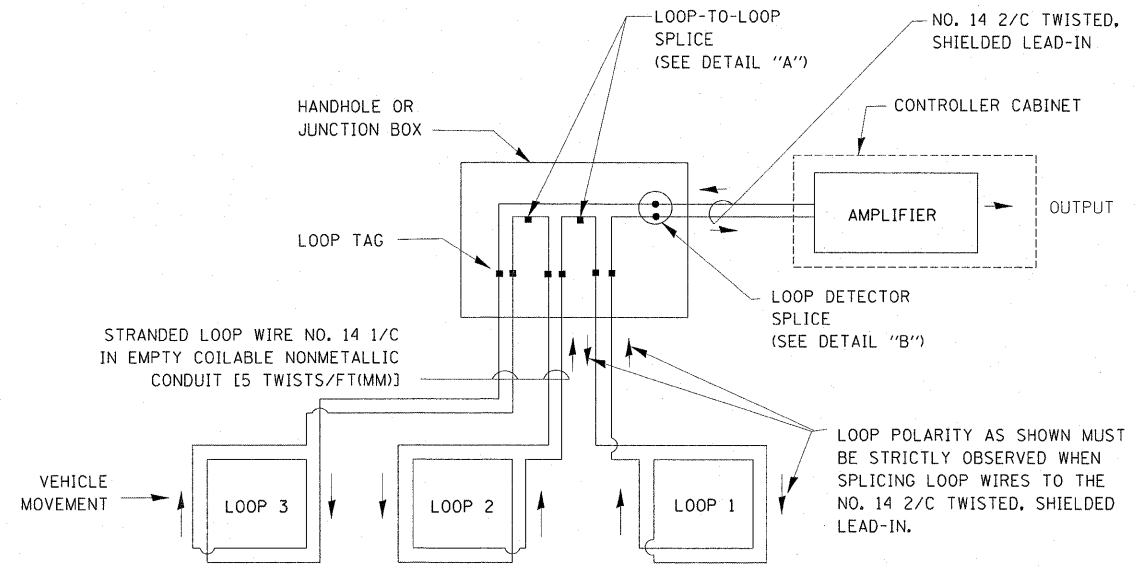 LOOP-TO-LOOP
SPLICE
(SEE DETAIL "A")
NO. 14 2/C TWISTED,
SHIELDED LEAD-IN
HANDHOLE OR
JUNCTION BOX
CONTROLLER CABINET
AMPLIFIER
OUTPUT
LOOP TAG
LOOP DETECTOR
SPLICE
(SEE DETAIL "B")
STRANDED LOOP WIRE NO. 14 1/C
IN EMPTY COILABLE NONMETALLIC
CONDUIT [5 TWISTS/FT(MM)]
LOOP POLARITY AS SHOWN MUST
BE STRICTLY OBSERVED WHEN
SPLICING LOOP WIRES TO THE
NO. 14 2/C TWISTED, SHIELDED
LEAD-IN.
VEHICLE
MOVEMENT
LOOP 3
LOOP 2
LOOP 1